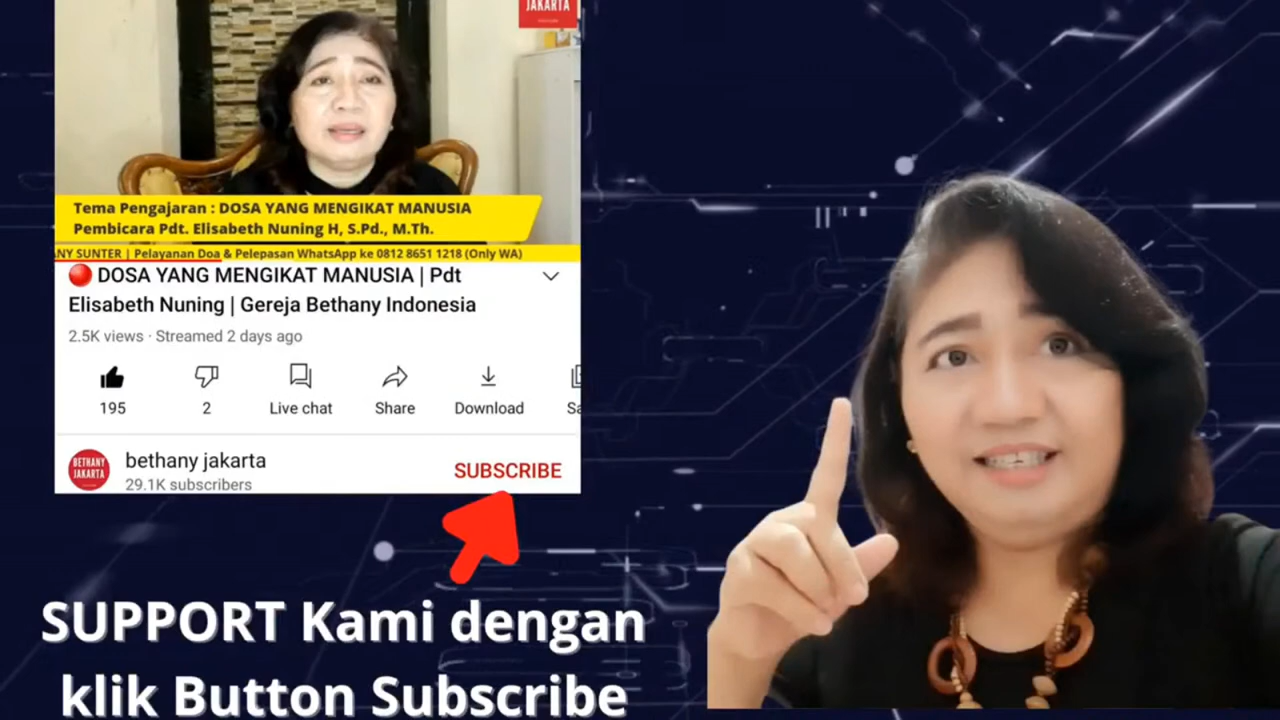 JAKARTA
Tema Pengajaran : DOSA YANG MENGIKAT MANUSIA
Pembicara Pdt. Elisabeth Nuning H, S.Pd., M.Th.
SUNTER | Pelayanan Doa & Pelepasan WhatsApp ke 0812 8651 1218 (Only WA)
DOSA YANG MENGIKAT MANUSIA | Pdt
Elisabeth Nuning | Gereja Bethany Indonesia
2.5K views · Streamed 2 days ago
195 2 Live chat Share Download
BETHANY
JAKARTA
bethany jakarta
29.1K subscribers
SUBSCRIBE
SUPPORT Kami dengan
klik Button Subscribe